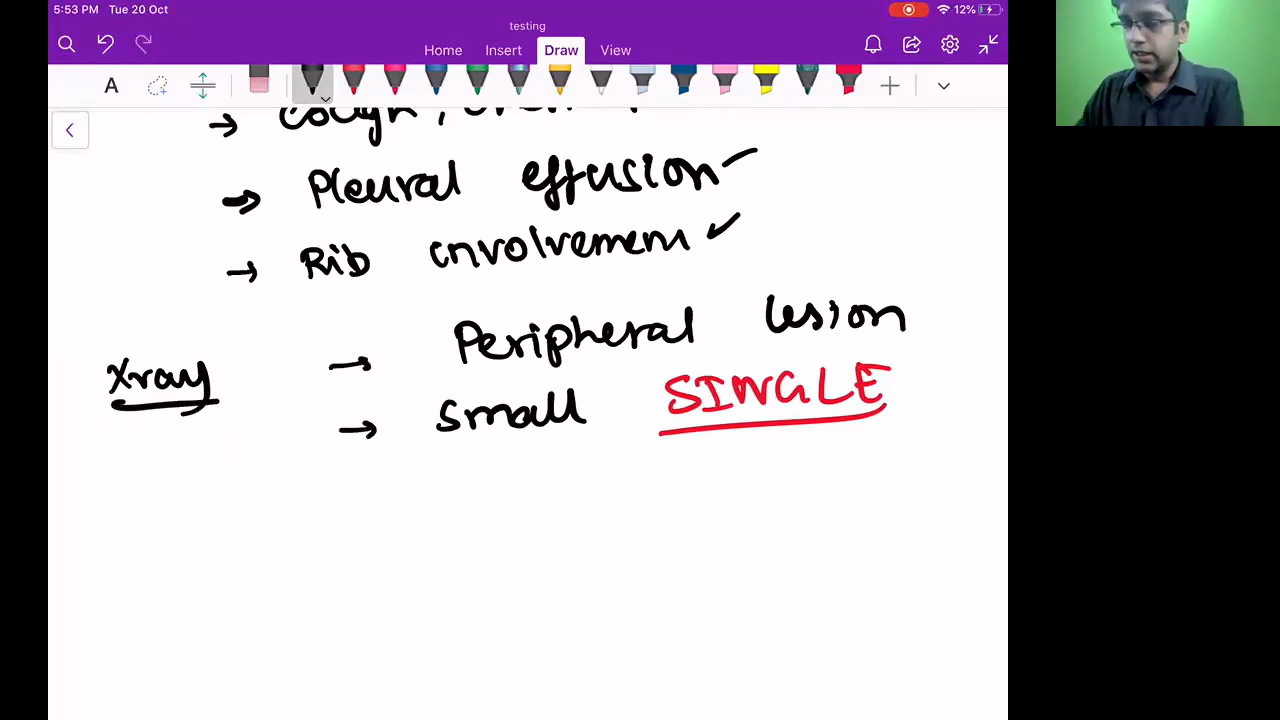 5:53 PM Tue 20 Oct 12%
testing
Home Insert Draw View
A
→ cough,
→ Pleural effusion
→ Rib involvement
Xray → Peripheral lesion
→ Small SINGLE